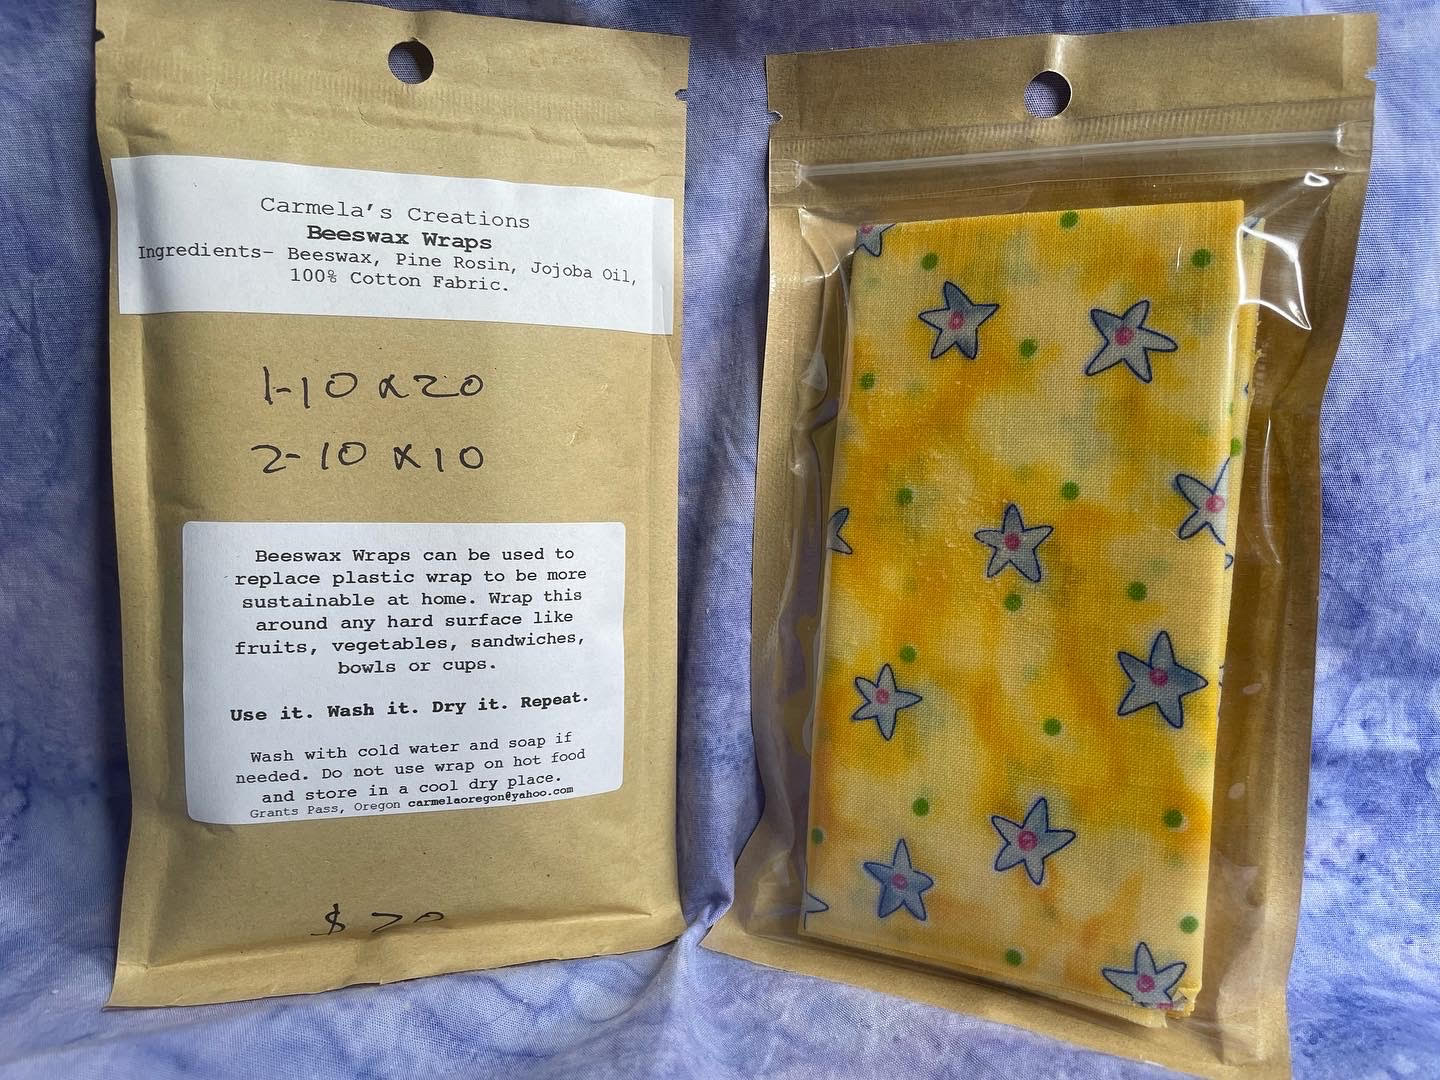 Carmela's Creations
Beeswax Wraps
Ingredients- Beeswax, Pine Rosin, Jojoba Oil,
100% Cotton Fabric.
1-10x20
2-10x10
Beeswax Wraps can be used to
replace plastic wrap to be more
sustainable at home. Wrap this
around any hard surface like
fruits, vegetables, sandwiches,
bowls or cups.
Use it. Wash it. Dry it. Repeat.
Wash with cold water and soap if
needed. Do not use wrap on hot food
and store in a cool dry place.
Grants Pass, Oregon carmelaoregon@yahoo.com
$20